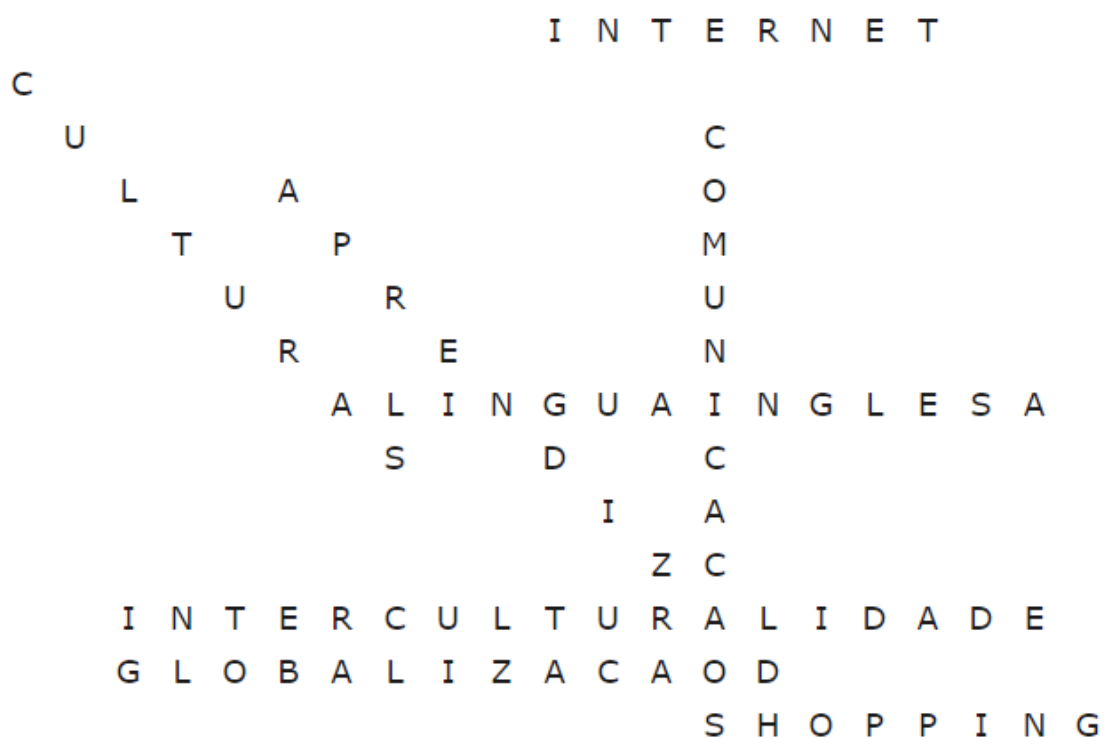 I N T E R N E T
C
U C
L A O
T P M
U R U
R E N
A L I N G U A I N G L E S A
S D C
I A
Z C
I N T E R C U L T U R A L I D A D E
G L O B A L I Z A C A O D
S H O P P I N G